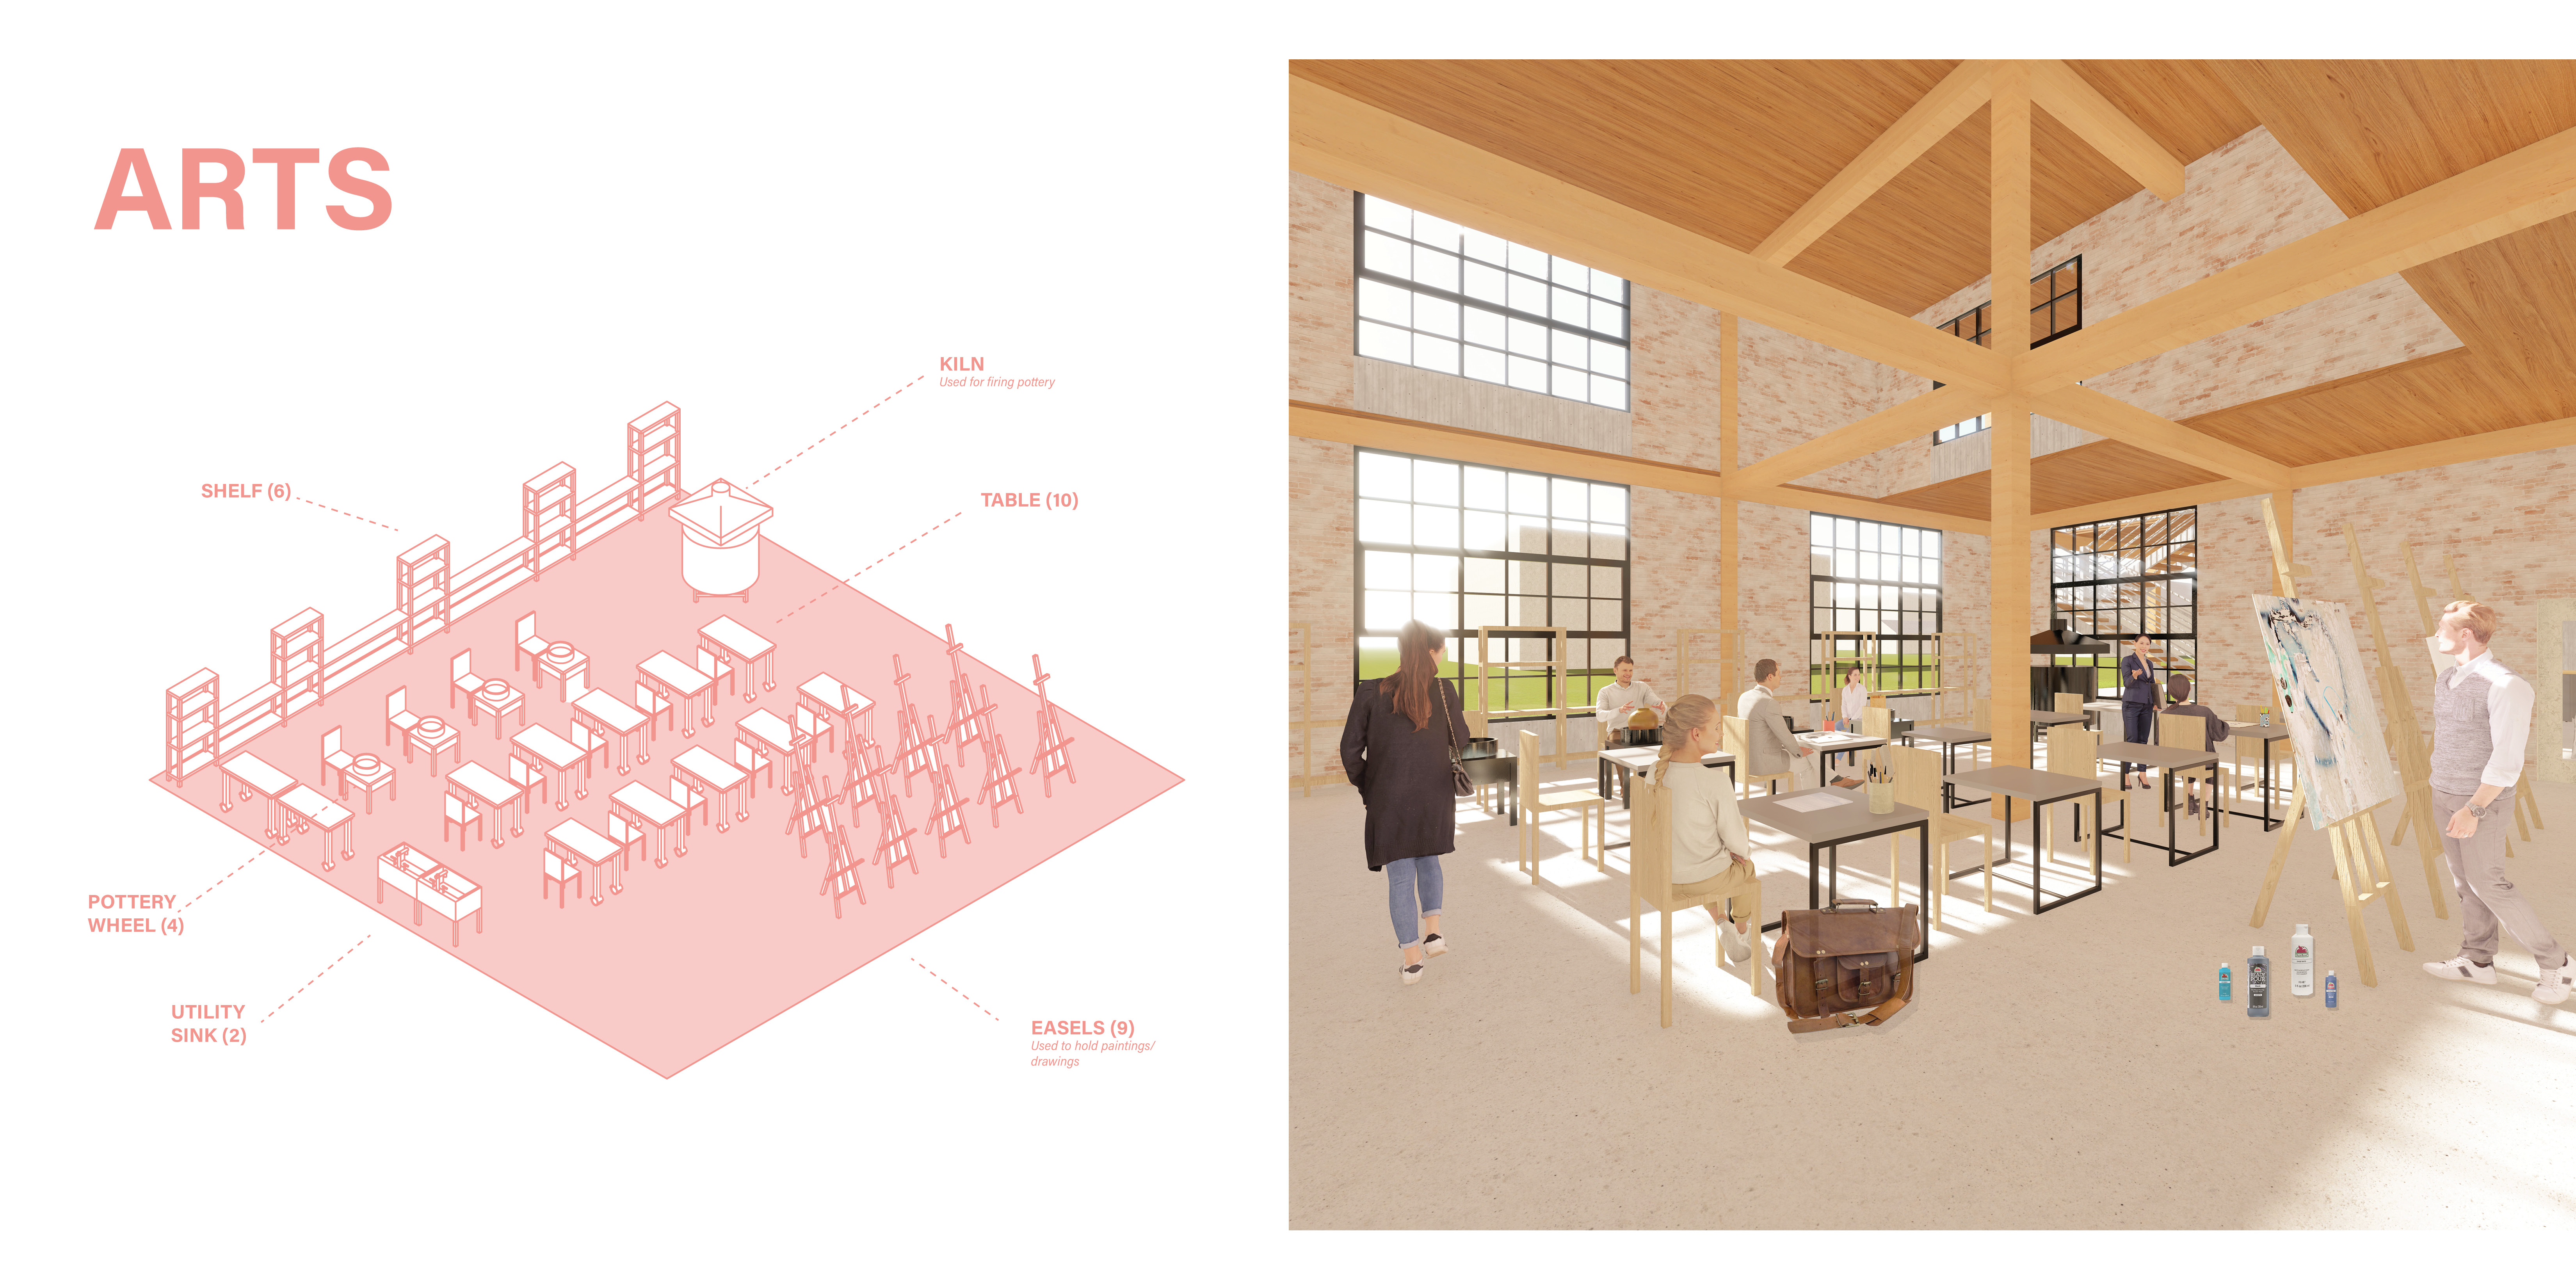 ARTS
KILN
Used for firing pottery
SHELF (6)
TABLE (10)
POTTERY
WHEEL (4)
UTILITY
SINK (2)
EASELS (9)
Used to hold paintings/
drawings